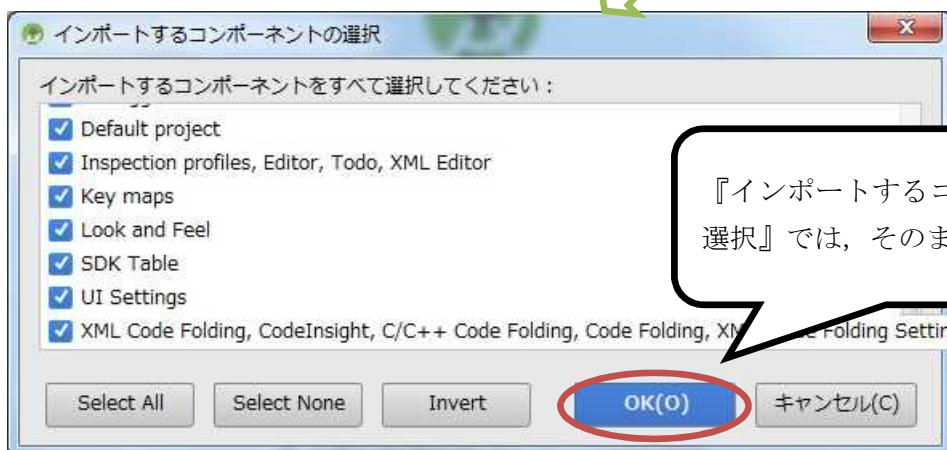 インポートするコンポーネントの選択
インポートするコンポーネントをすべて選択してください：
Default project
Inspection profiles, Editor, Todo, XML Editor
Key maps
Look and Feel
SDK Table
UI Settings
XML Code Folding, CodeInsight, C/C++ Code Folding, Code Folding, Folding
『インポートするコ
選択』では，そのま
Select All
Select None
Invert
OK(O)
キャンセル(C)